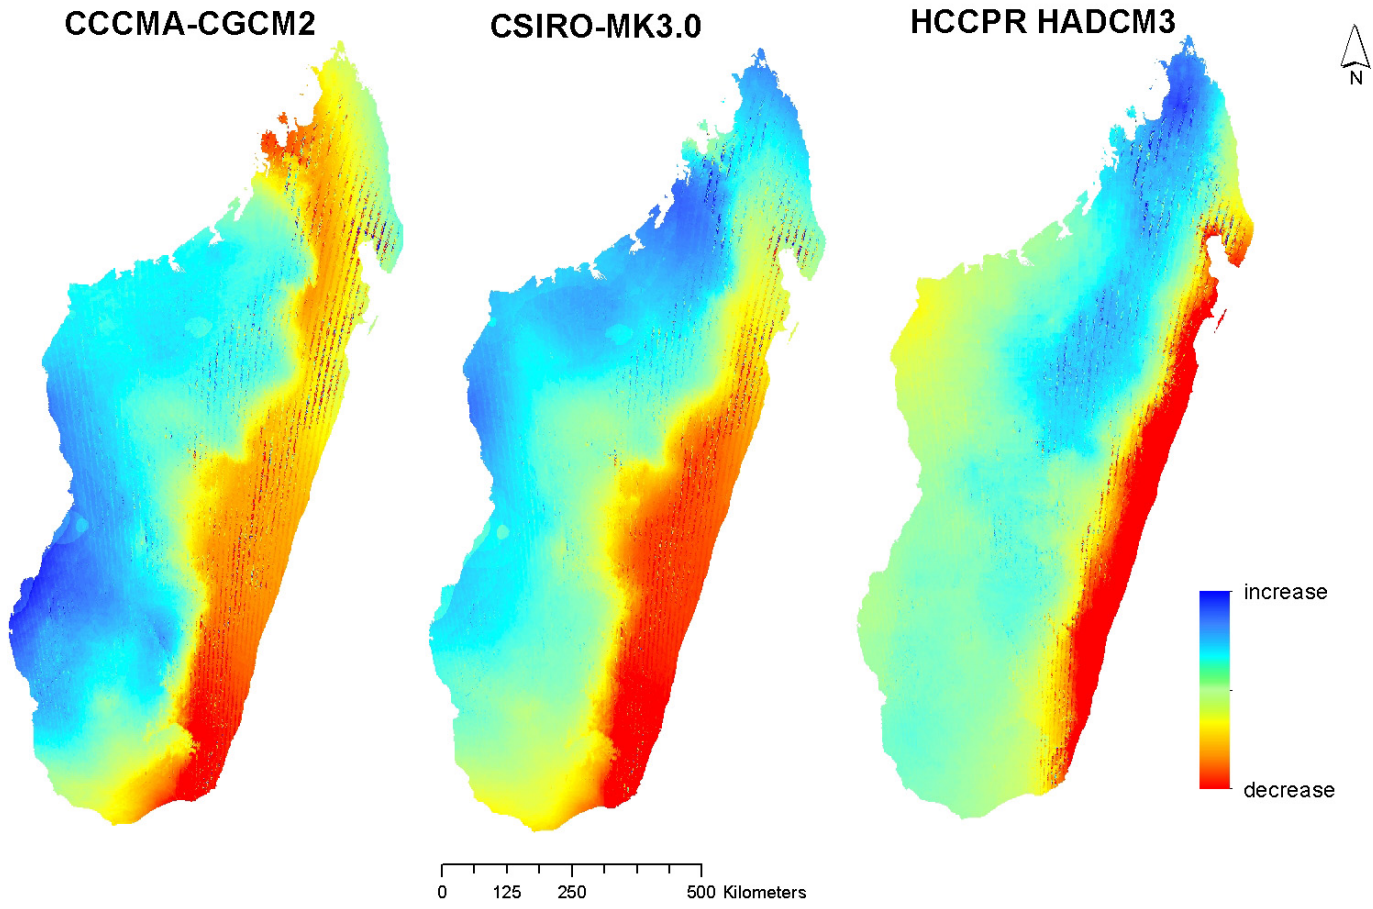 CCCMA-CGCM2
CSIRO-MK3.0
HCCPR HADCM3
N
increase
decrease
0 125 250 500 Kilometers